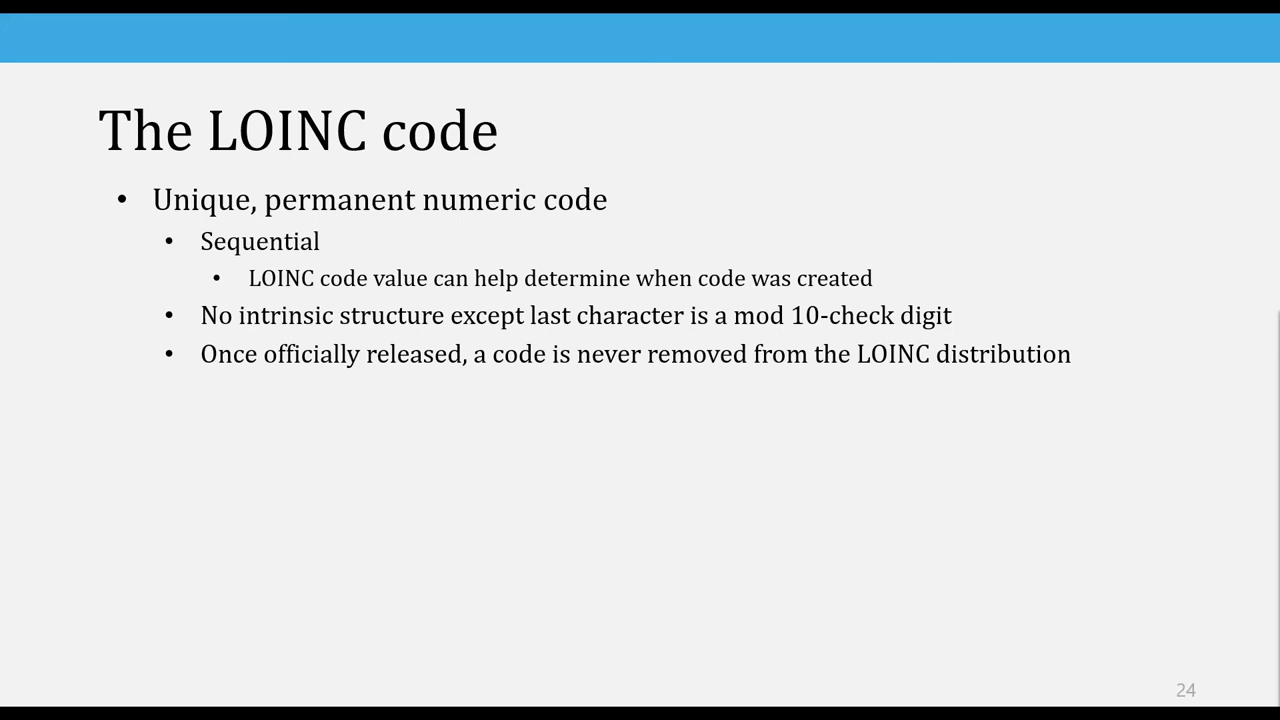 The LOINC code
• Unique, permanent numeric code
• Sequential
• LOINC code value can help determine when code was created
• No intrinsic structure except last character is a mod 10-check digit
• Once officially released, a code is never removed from the LOINC distribution
24